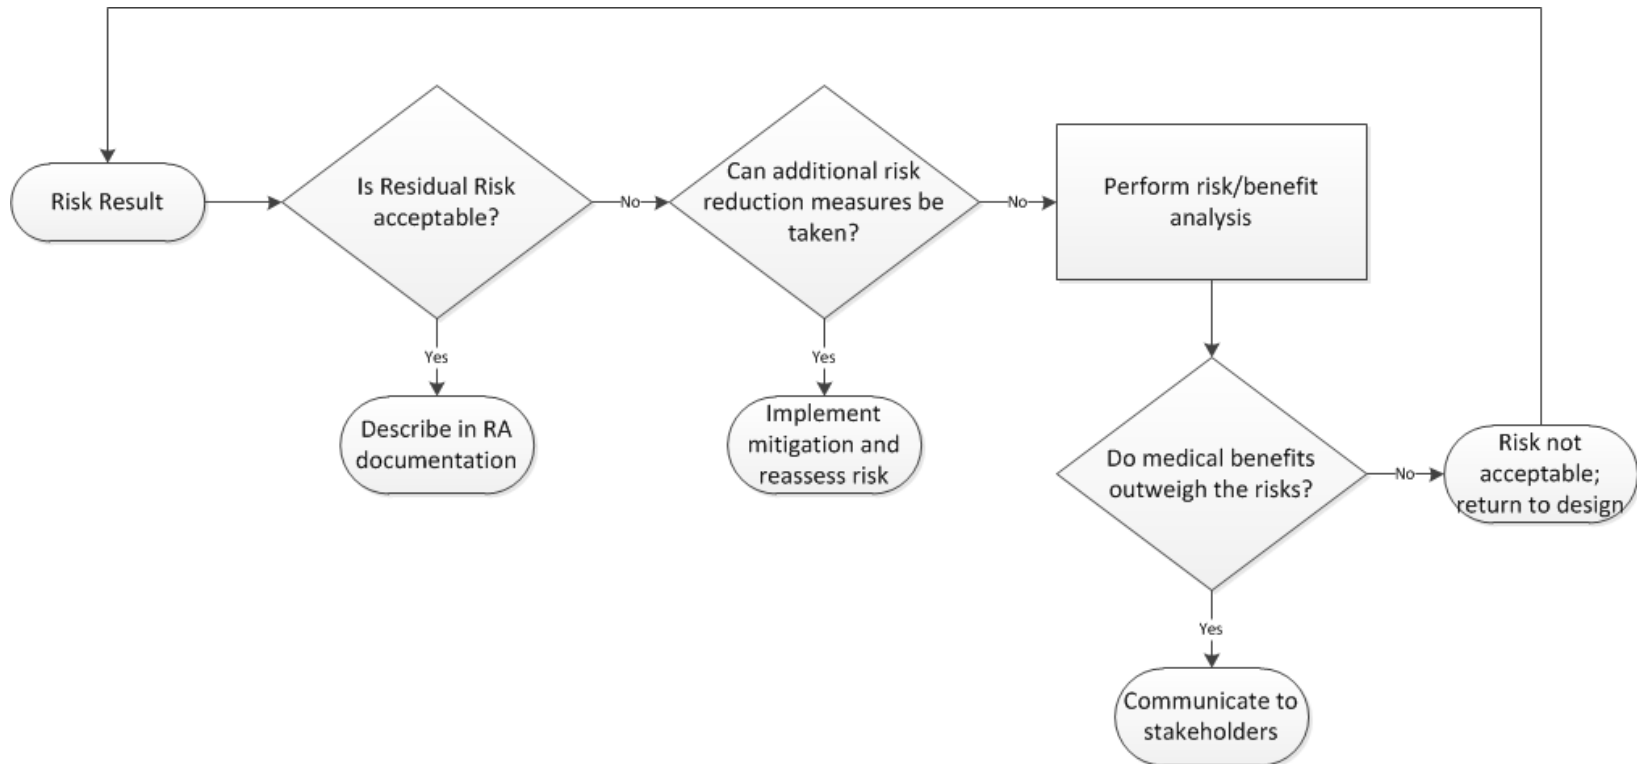 Risk Result
Is Residual Risk
acceptable?
No
Can additional risk
reduction measures be
taken?
No
Perform risk/benefit
analysis
Yes
Describe in RA
documentation
Yes
Implement
mitigation and
reassess risk
Do medical benefits
outweigh the risks?
No
Risk not
acceptable;
return to design
Yes
Communicate to
stakeholders